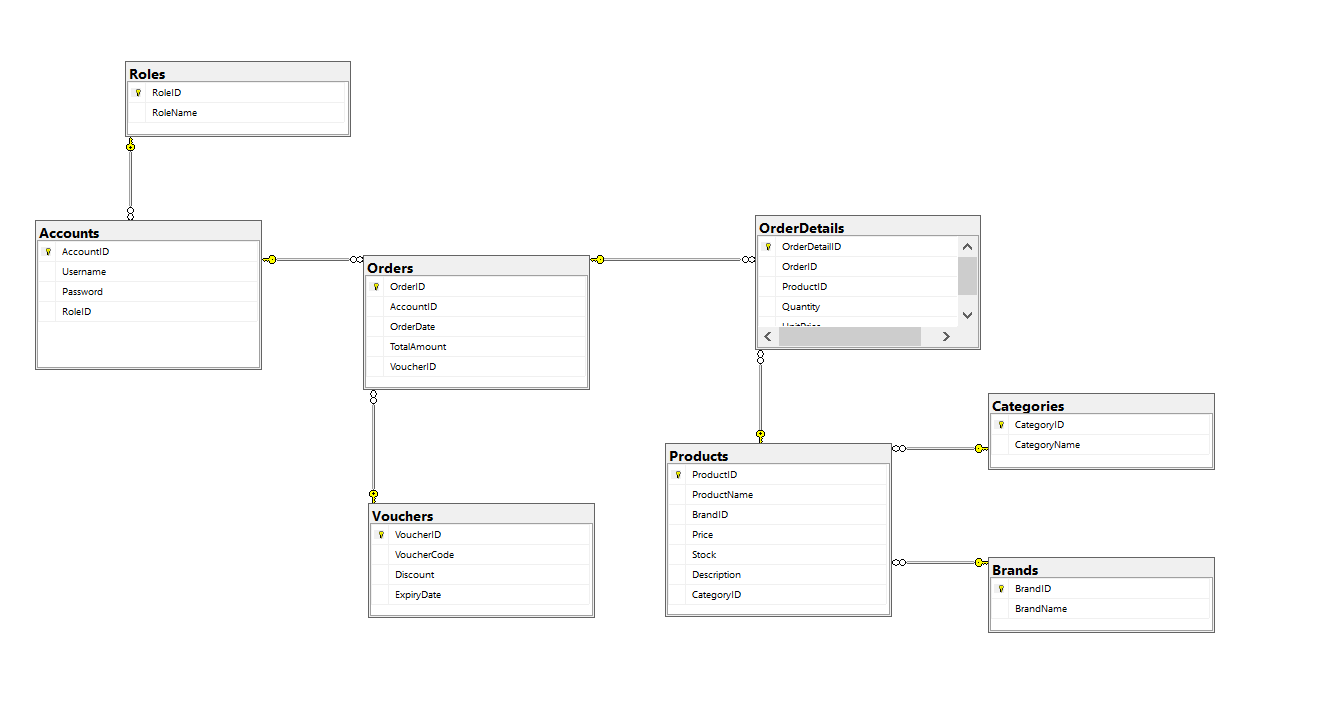 Roles
RoleID
RoleName
Accounts
AccountID
Username
Password
RoleID
Orders
OrderID
AccountID
OrderDate
TotalAmount
VoucherID
OrderDetails
OrderDetailID
OrderID
ProductID
Quantity
UnitPrice
Categories
CategoryID
CategoryName
Products
ProductID
ProductName
BrandID
Price
Stock
Description
CategoryID
Vouchers
VoucherID
VoucherCode
Discount
ExpiryDate
Brands
BrandID
BrandName